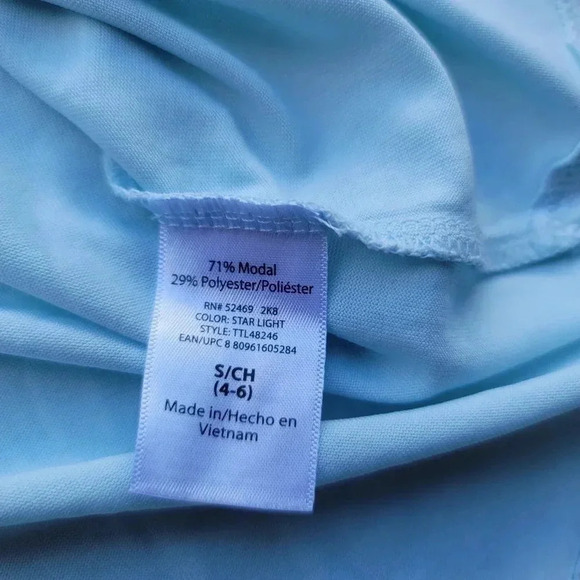 71% Modal
29% Polyester/Poliéster
RN# 52469 2K8
COLOR: STAR LIGHT
STYLE: TTL48246
EAN/UPC 8 80961605284
S/CH
(4-6)
Made in/Hecho en
Vietnam